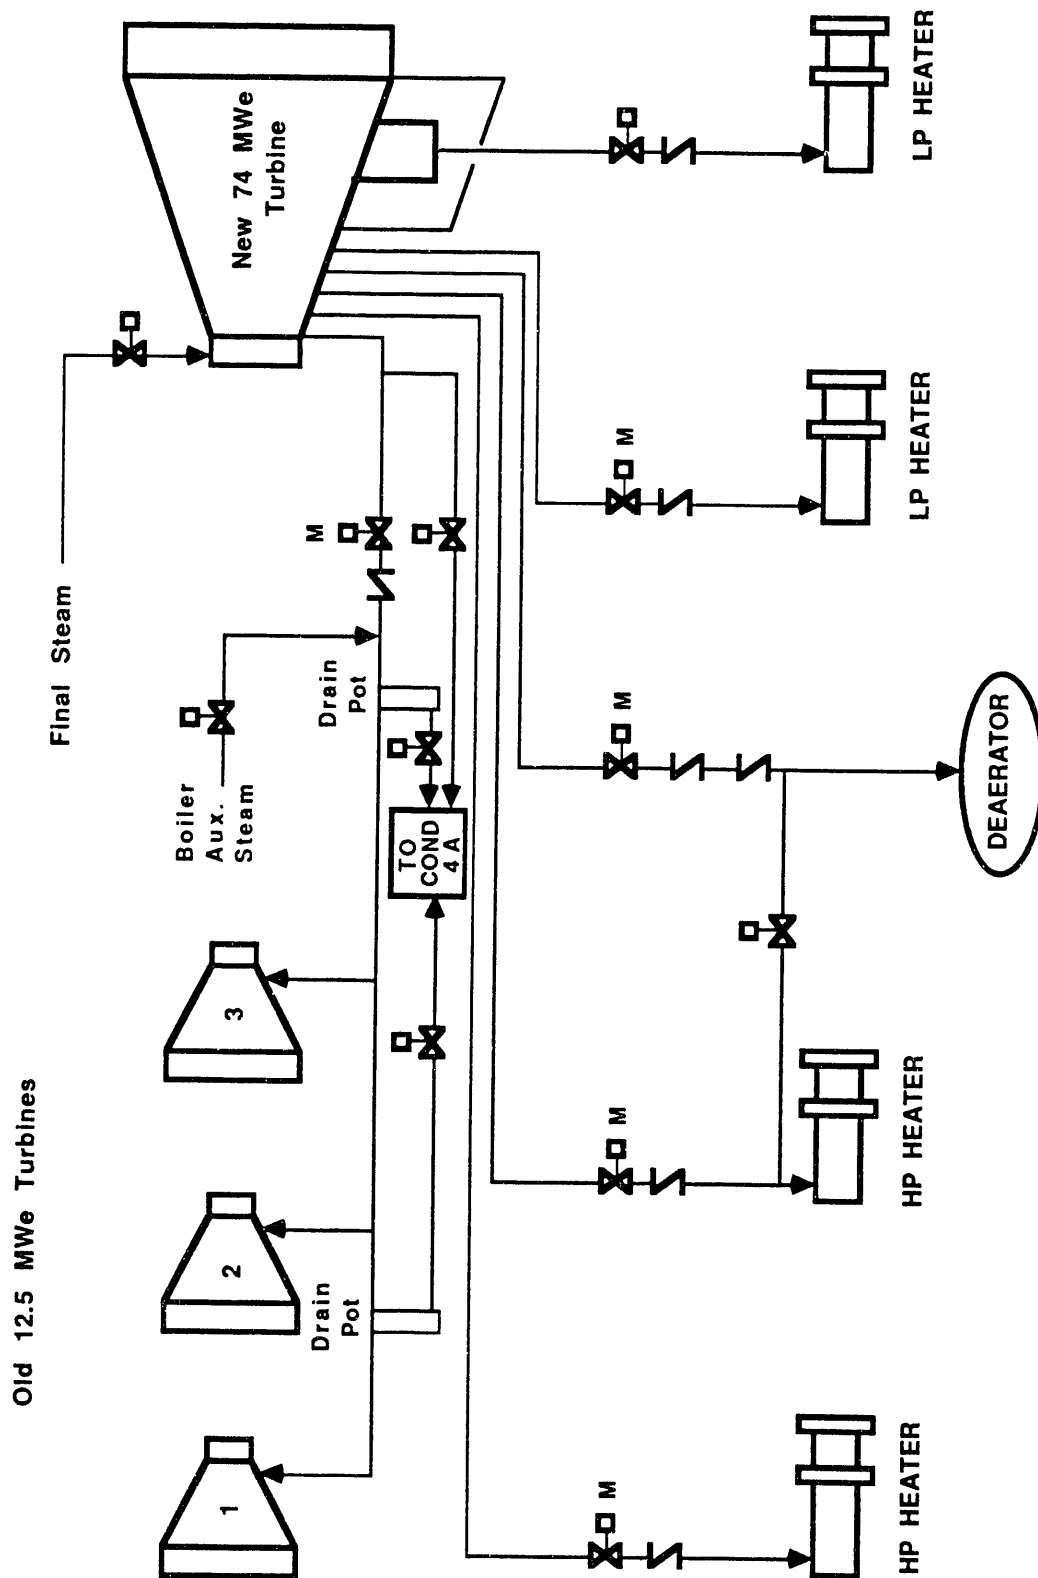 Old 12.5 MWe Turbines
1
2
3
Drain
Pot
Boiler
Aux.
Steam
Final Steam
Drain
Pot
M
TO
COND
4 A
New 74 MWe
Turbine
M
M
M
M
DEAERATOR
HP HEATER
HP HEATER
LP HEATER
LP HEATER